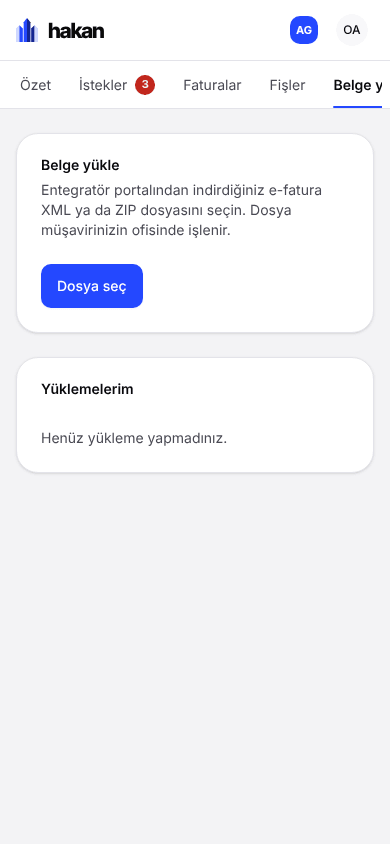 hakan
AG
OA
Özet
İstekler 3
Faturalar
Fişler
Belge y
Belge yükle
Entegratör portalından indirdiğiniz e-fatura
XML ya da ZIP dosyasını seçin. Dosya
müşavirinizin ofisinde işlenir.
Dosya seç
Yüklemelerim
Henüz yükleme yapmadınız.